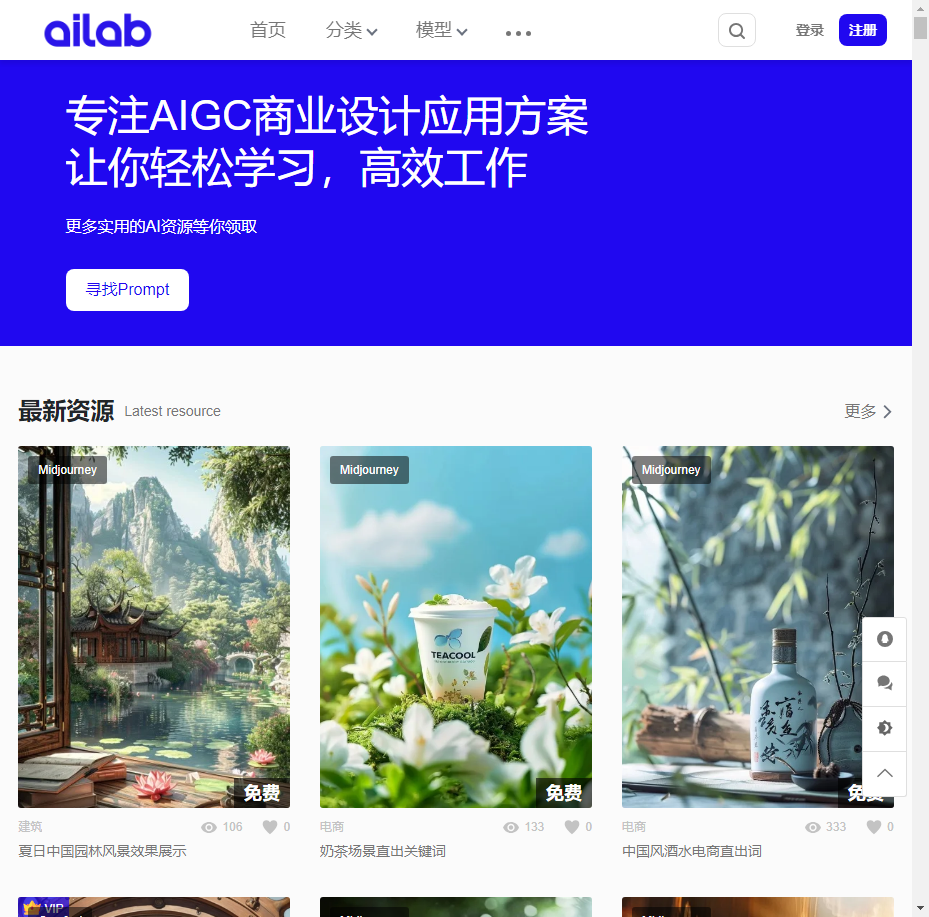 ailab
首页
分类
模型
登录
注册
专注AIGC商业设计应用方案
让你轻松学习，高效工作
更多实用的AI资源等你领取
寻找Prompt
最新资源 Latest resource
更多
Midjourney
Midjourney
Midjourney
TEACOOL
免费
免费
免费
建筑
106
0
电商
133
0
电商
333
0
夏日中国园林风景效果展示
奶茶场景直出关键词
中国风酒水电商直出词
VIP